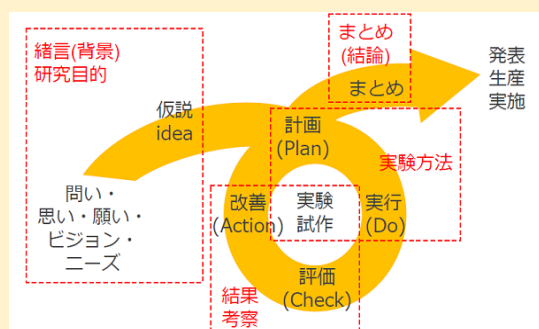 緒言(背景)
研究目的
仮説
idea
問い・
思い・願い・
ビジョン・
ニーズ
まとめ
(結論)
まとめ
発表
生産
実施
計画
(Plan)
実験方法
改善
(Action)
実験
試作
実行
(Do)
評価
(Check)
結果
考察